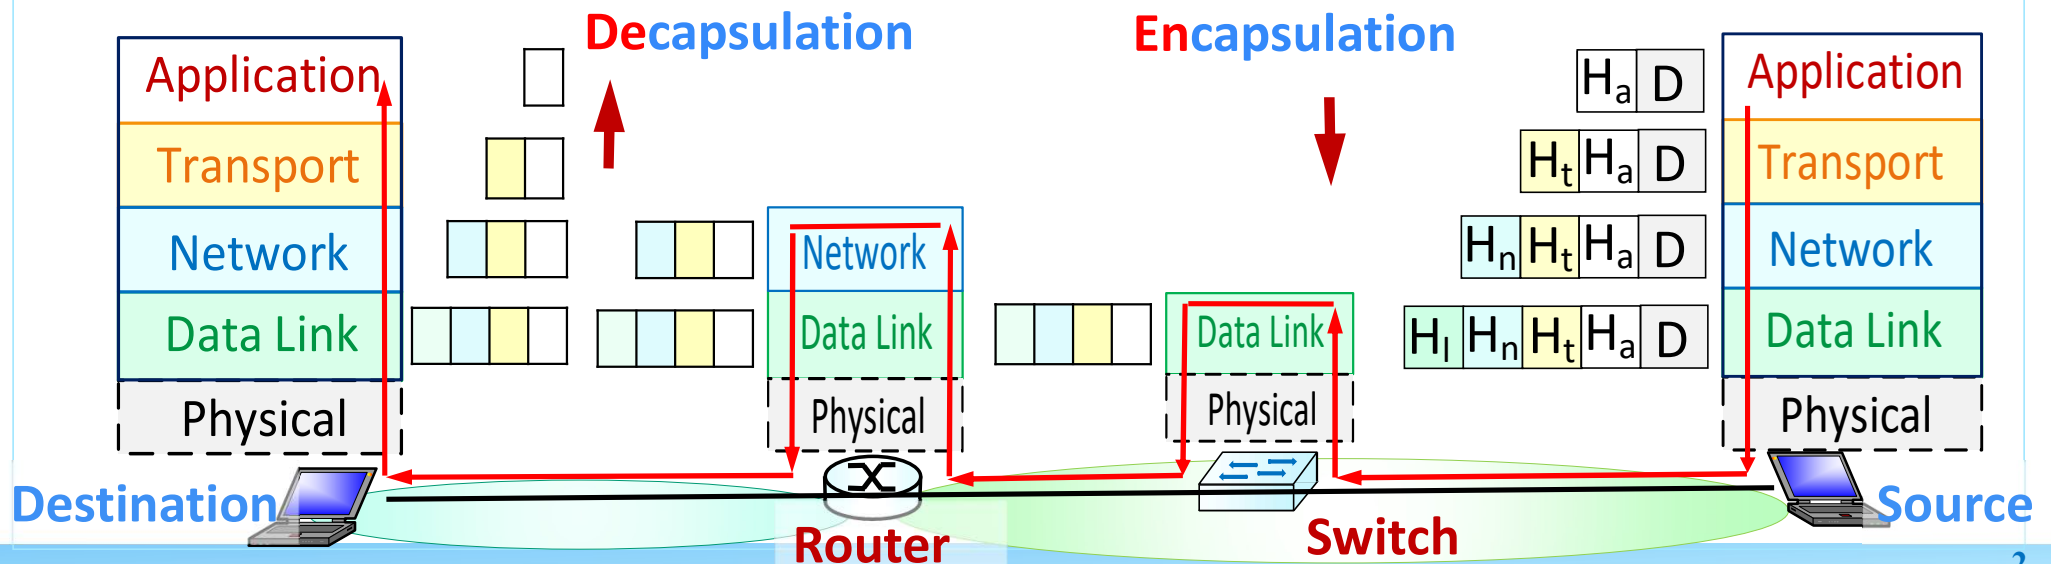 Decapsulation
Encapsulation
Application
Transport
Network
Data Link
Physical
Destination
Network
Data Link
Physical
Router
Data Link
Physical
Switch
Ha D
Ht Ha D
Hn Ht Ha D
Hl Hn Ht Ha D
Application
Transport
Network
Data Link
Physical
Source
2